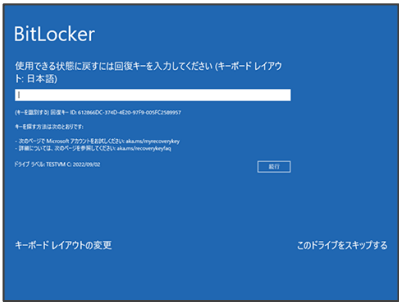 BitLocker
使用できる状態に戻すには回復キーを入力してください (キーボード レイアウ
ト: 日本語)
(キーを識別する) 回復キー ID: 612866DC-374D-4E20-97F6-005FC2589957
キーを探す方法は次のとおりです:
- 次のページで Microsoft アカウントをお試しください: aka.ms/myrecoverykey
- 詳細については、次のページを参照してください: aka.ms/recoverykeyfaq
ドライブ ラベル: TESTVM C: 2022/09/02
続行
キーボード レイアウトの変更
このドライブをスキップする